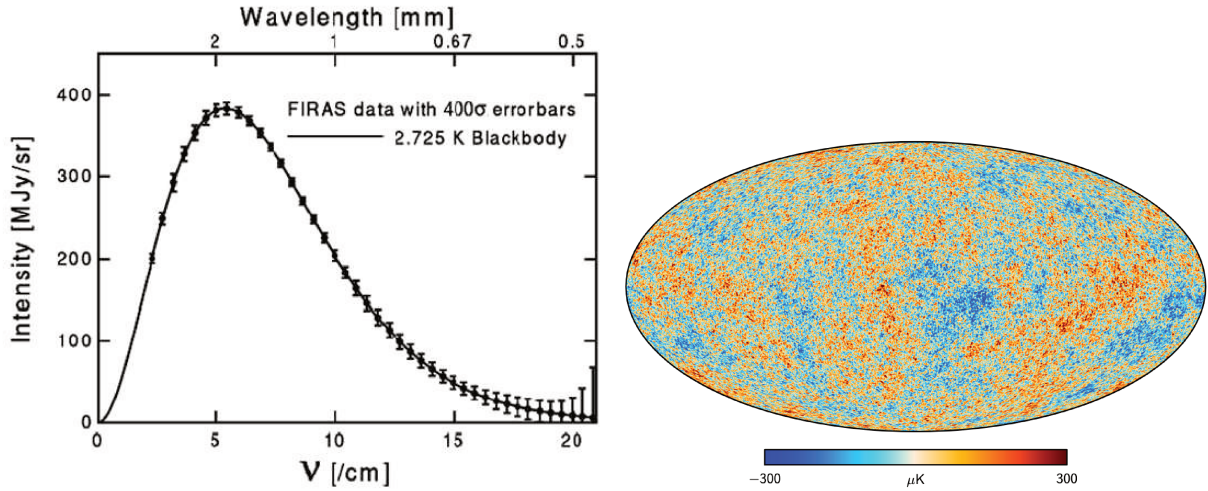 Wavelength [mm]
2 1 0.67 0.5
400
300
200
100
0
Intensity [MJy/sr]
FIRAS data with 400σ errorbars
2.725 K Blackbody
0 5 10 15 20
ν [/cm]
−300 300
μK